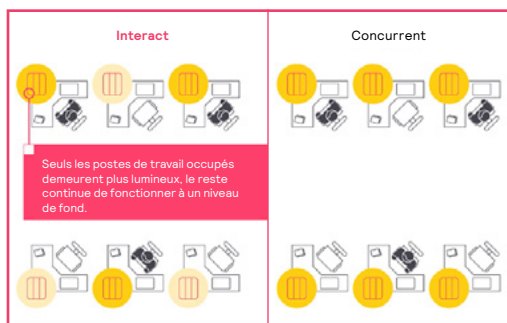 Interact
Concurrent
Seuls les postes de travail occupés
demeurent plus lumineux, le reste
continue de fonctionner à un niveau
de fond.